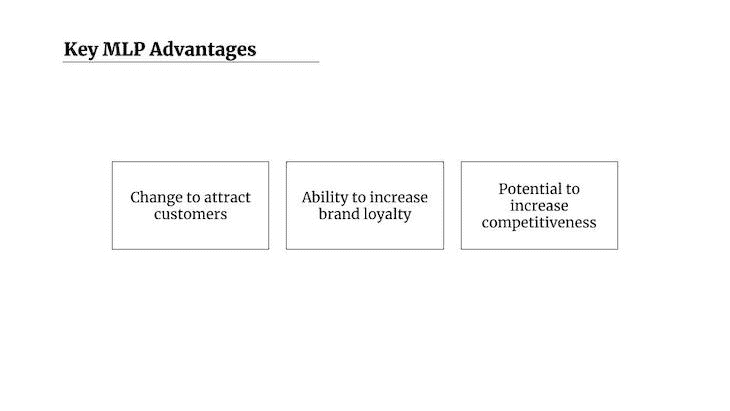 Key MLP Advantages
Change to attract
customers
Ability to increase
brand loyalty
Potential to
increase
competitiveness